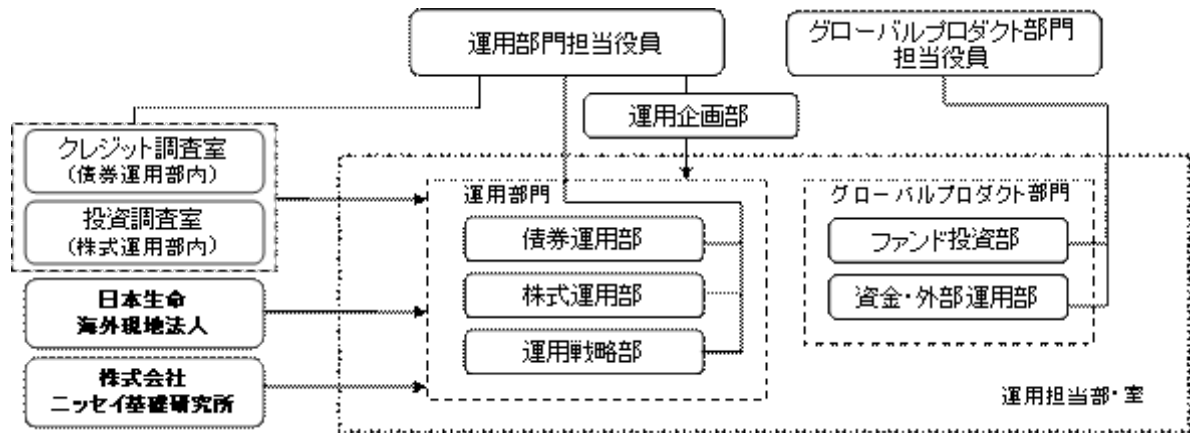 運用部門担当役員
グローバルプロダクト部門
担当役員
運用企画部
クレジット調査室
(債券運用部内)
投資調査室
(株式運用部内)
日本生命
海外現地法人
株式会社
ニッセイ基礎研究所
運用部門
債券運用部
株式運用部
運用戦略部
グローバルプロダクト部門
ファンド投資部
資金・外部運用部
運用担当部・室